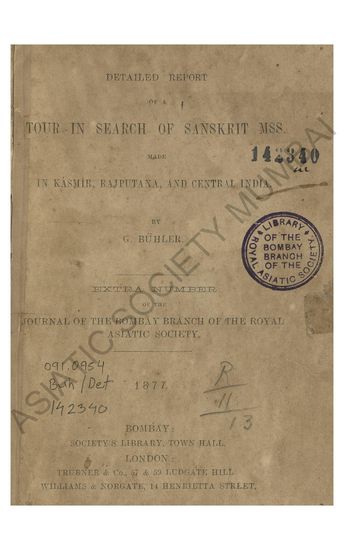 DETAILED REPORT
OF A
TOUR IN SEARCH OF SANSKRIT MSS.
MADE
142340
IN KÁSMÎR, RAJPUTANA, AND CENTRAL INDIA.
BY
G. BÜHLER.
LIBRARY
OF THE
BOMBAY
BRANCH
OF THE
ROYAL ASIATIC SOCIETY
EXTRA NUMBER
OF THE
JOURNAL OF THE BOMBAY BRANCH OF THE ROYAL
ASIATIC SOCIETY.
091.0954
Buh/Det
142340
1877.
R
11
13
BOMBAY:
SOCIETY'S LIBRARY, TOWN HALL.
LONDON:
TRÜBNER & Co., 57 & 59 LUDGATE HILL
WILLIAMS & NORGATE, 14 HENRIETTA STREET.
ASIATIC SOCIETY MUMBAI